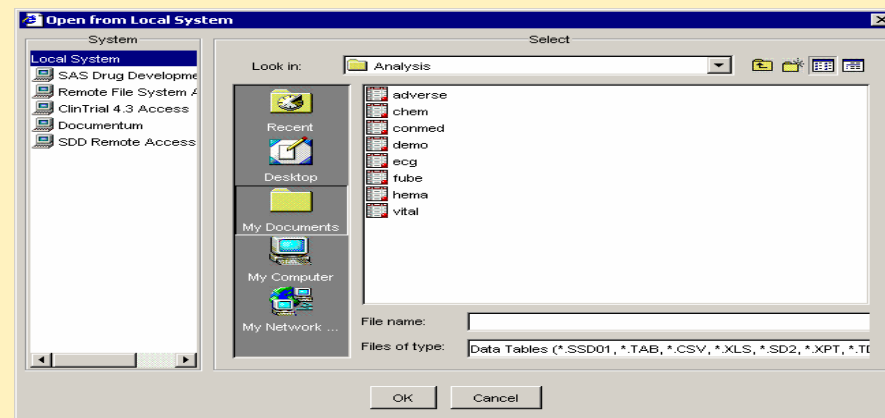 Open from Local System
System
Local System
SAS Drug Developme
Remote File System A
ClinTrial 4.3 Access
Documentum
SDD Remote Access
Select
Look in:
Analysis
Recent
Desktop
My Documents
My Computer
My Network ...
adverse
chem
conmed
demo
ecg
fube
hema
vital
File name:
Files of type:
Data Tables (*.SSD01, *.TAB, *.CSV, *.XLS, *.SD2, *.XPT, *.TD
OK
Cancel